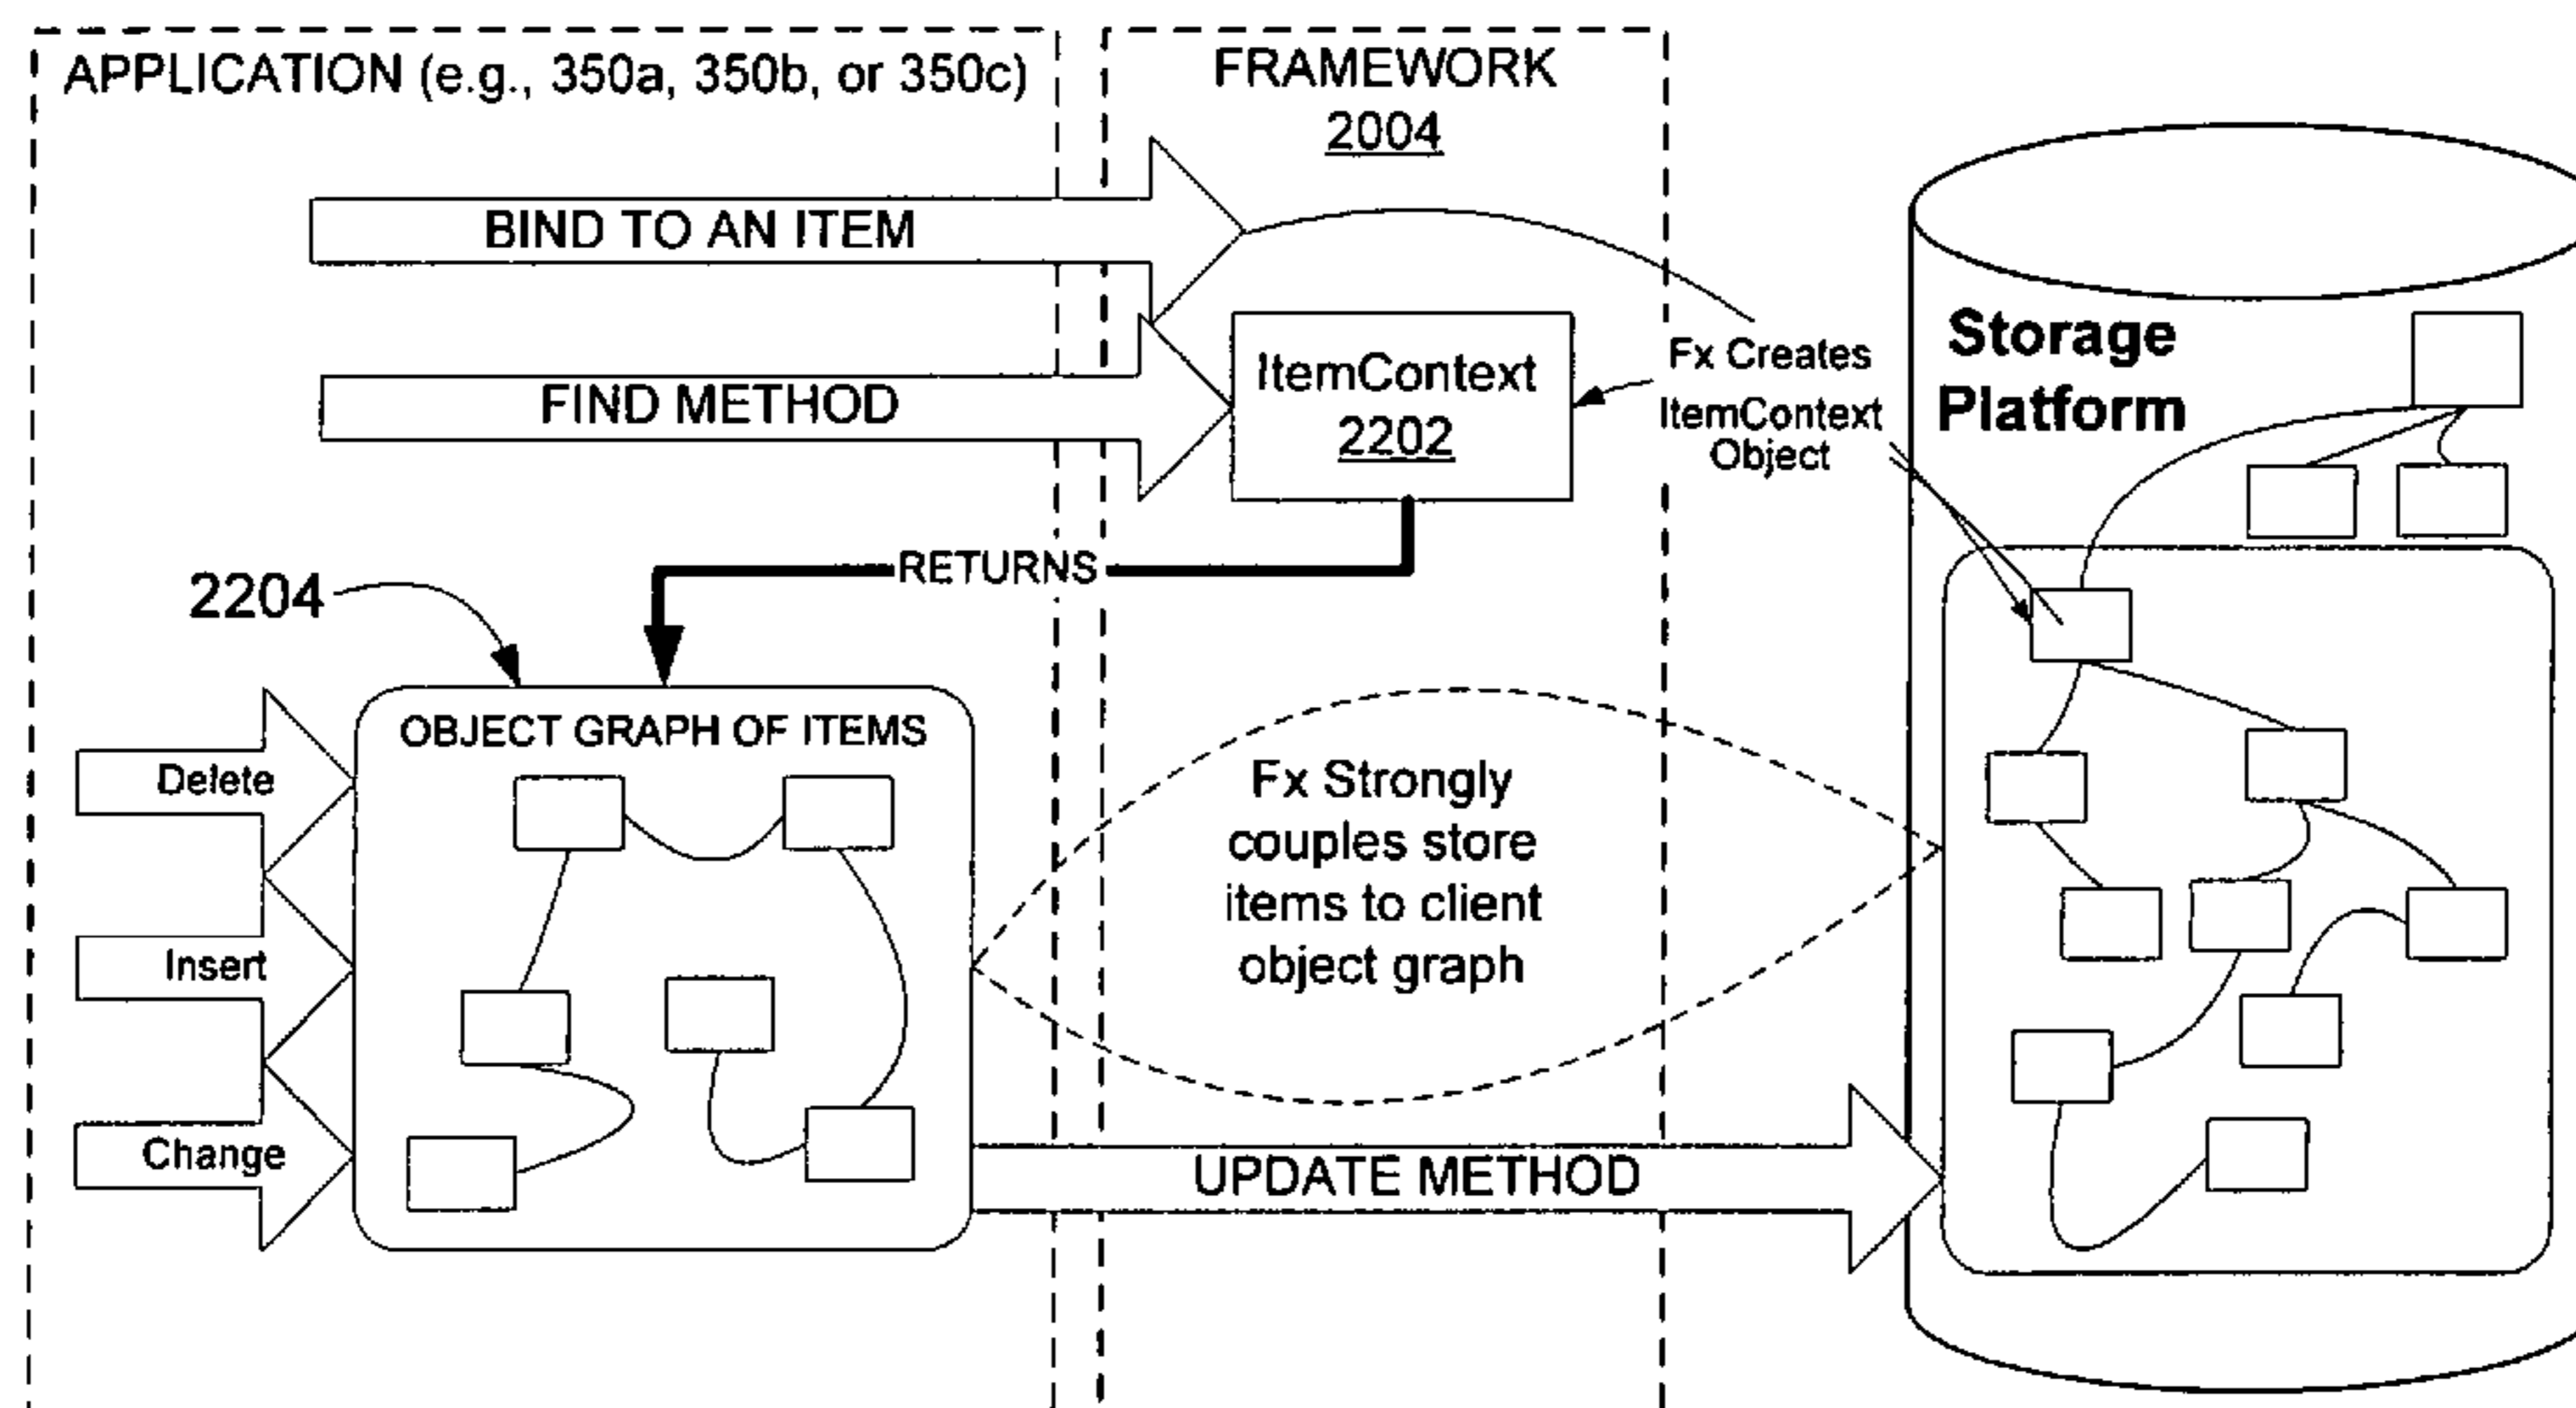 APPLICATION (e.g., 350a, 350b, or 350c)
FRAMEWORK
2004
BIND TO AN ITEM
FIND METHOD
ItemContext
2202
Fx Creates
ItemContext
Object
Storage
Platform
RETURNS
2204
OBJECT GRAPH OF ITEMS
Delete
Insert
Change
Fx Strongly
couples store
items to client
object graph
UPDATE METHOD